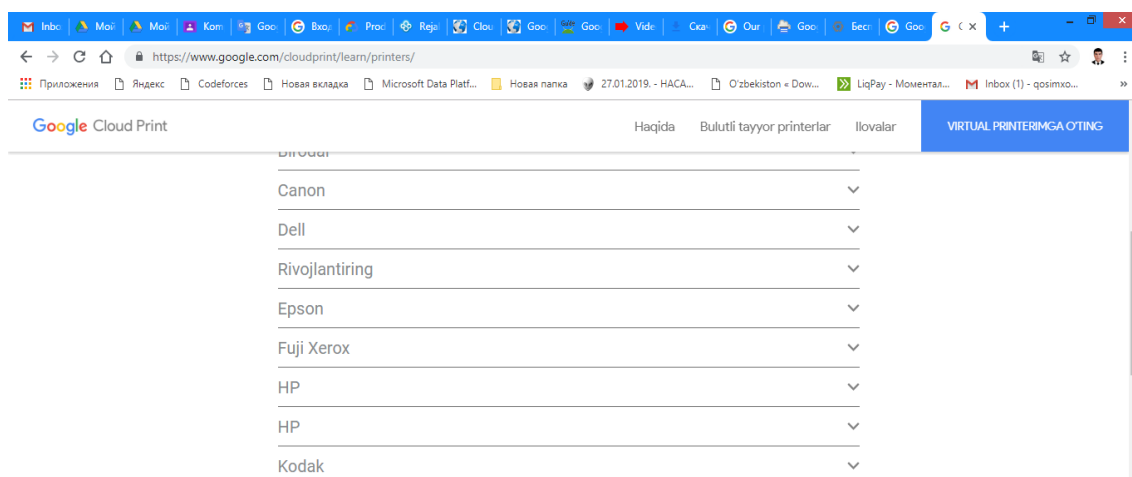 Inbo Мой Мой Kom Goo Вход Prod Reja Clou Goo Goo Vide Скач Our Goo Бесп Goo
https://www.google.com/cloudprint/learn/printers/
Приложения Яндекс Codeforces Новая вкладка Microsoft Data Platf... Новая папка 27.01.2019. - НАСА... O'zbekiston « Dow... LiqPay - Моментал... Inbox (1) - qosimxo... »
Google Cloud Print Haqida Bulutli tayyor printerlar Ilovalar VIRTUAL PRINTERIMGA O'TING
Birodar
Canon
Dell
Rivojlantiring
Epson
Fuji Xerox
HP
HP
Kodak